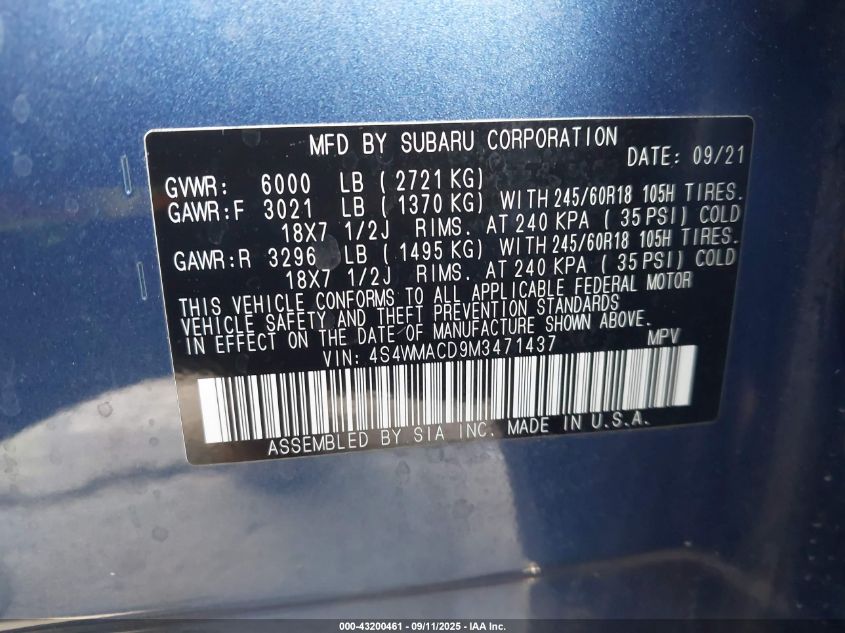 MFD BY SUBARU CORPORATION
DATE: 09/21
GVWR: 6000 LB ( 2721 KG)
GAWR:F 3021 LB ( 1370 KG) WITH 245/60R18 105H TIRES.
18X7 1/2J RIMS. AT 240 KPA ( 35 PSI) COLD
GAWR:R 3296 LB ( 1495 KG) WITH 245/60R18 105H TIRES.
18X7 1/2J RIMS. AT 240 KPA ( 35 PSI) COLD
THIS VEHICLE CONFORMS TO ALL APPLICABLE FEDERAL MOTOR
VEHICLE SAFETY AND THEFT PREVENTION STANDARDS
IN EFFECT ON THE DATE OF MANUFACTURE SHOWN ABOVE.
VIN: 4S4WMACD9M3471437 MPV
ASSEMBLED BY SIA INC. MADE IN U.S.A.
000-43200461 - 09/11/2025 - IAA Inc.